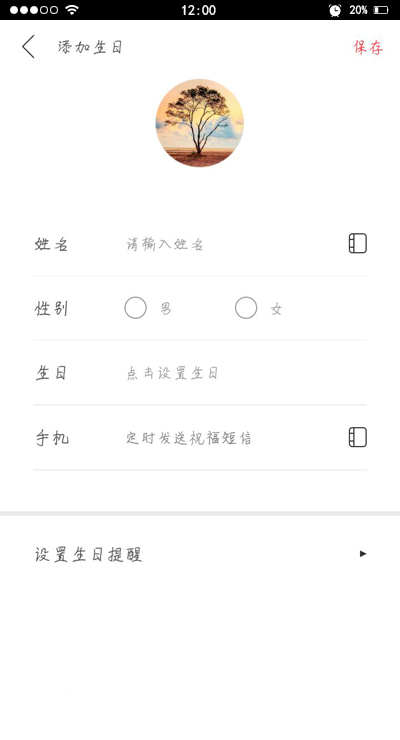 12:00 20%
添加生日 保存
姓名 请输入姓名
性别 男 女
生日 点击设置生日
手机 定时发送祝福短信
设置生日提醒